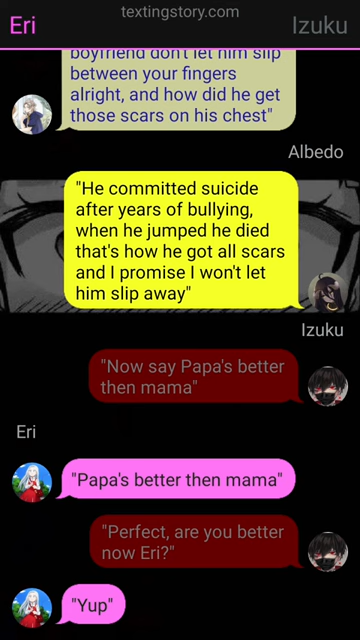 textingstory.com
Eri
Izuku
boyfriend don't let him slip
between your fingers
alright, and how did he get
those scars on his chest"
Albedo
"He committed suicide
after years of bullying,
when he jumped he died
that's how he got all scars
and I promise I won't let
him slip away"
Izuku
"Now say Papa's better
then mama"
Eri
"Papa's better then mama"
"Perfect, are you better
now Eri?"
"Yup"